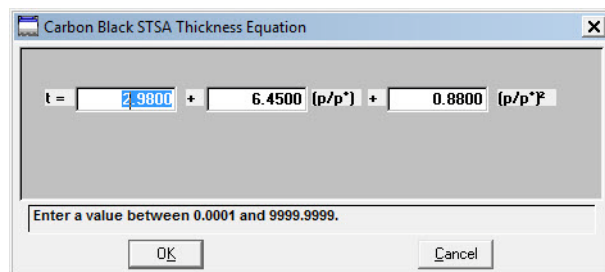 Carbon Black STSA Thickness Equation
t = 2.9800 + 6.4500 (p/p°) + 0.8800 (p/p°)²
Enter a value between 0.0001 and 9999.9999.
OK Cancel